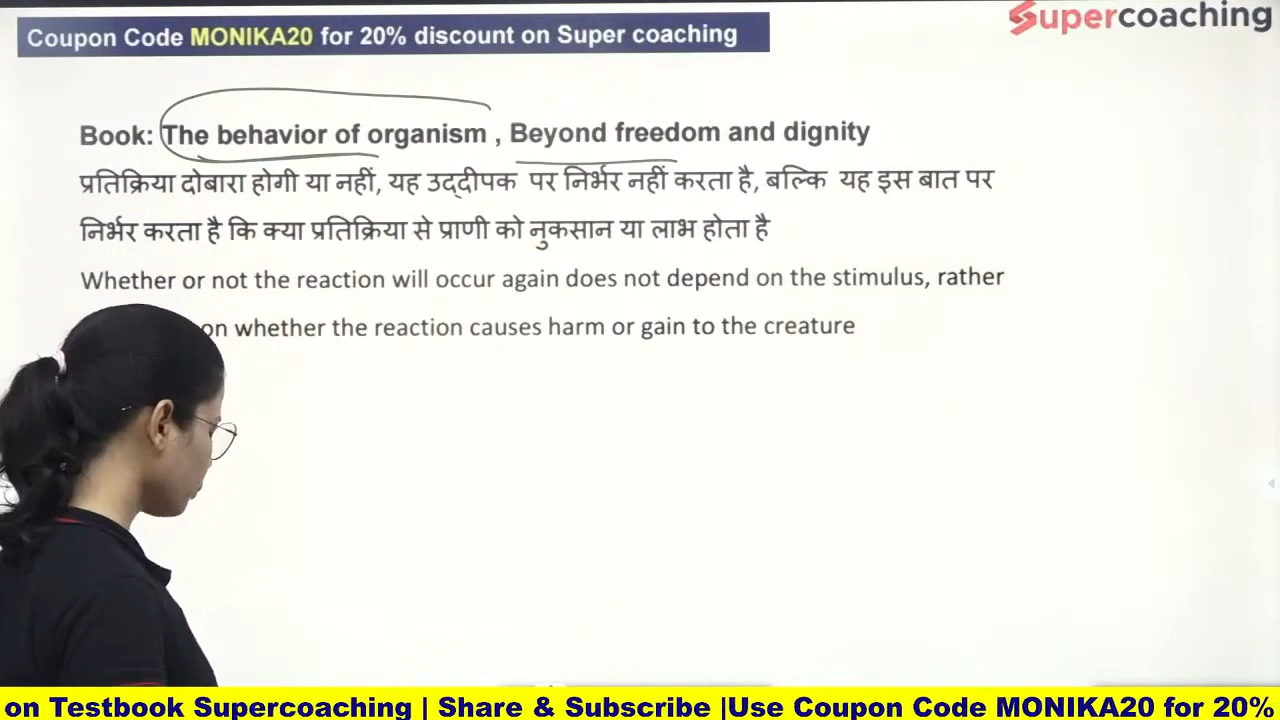 Coupon Code MONIKA20 for 20% discount on Super coaching
Supercoaching
Book: The behavior of organism , Beyond freedom and dignity
प्रतिक्रिया दोबारा होगी या नहीं, यह उद्दीपक पर निर्भर नहीं करता है, बल्कि यह इस बात पर
निर्भर करता है कि क्या प्रतिक्रिया से प्राणी को नुकसान या लाभ होता है
Whether or not the reaction will occur again does not depend on the stimulus, rather
on whether the reaction causes harm or gain to the creature
on Testbook Supercoaching | Share & Subscribe |Use Coupon Code MONIKA20 for 20%